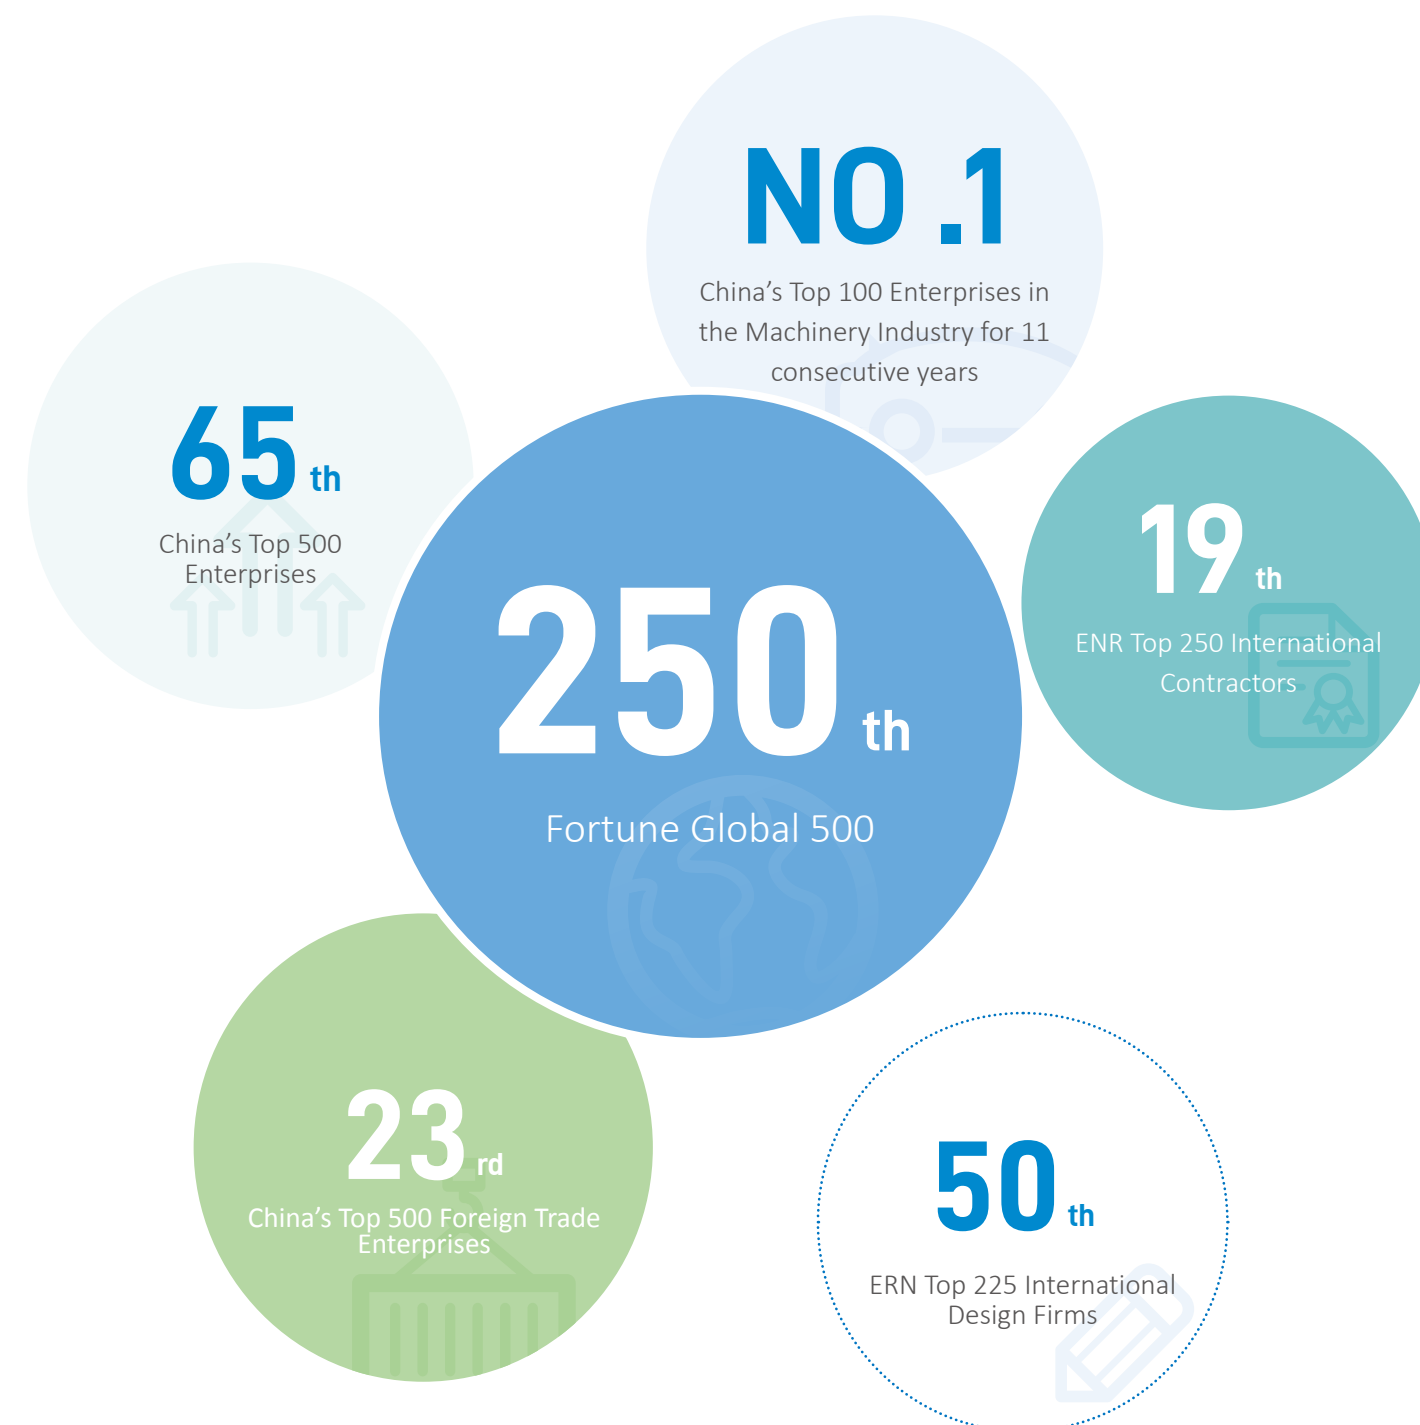 NO .1
China’s Top 100 Enterprises in
the Machinery Industry for 11
consecutive years
65 th
China’s Top 500
Enterprises
19 th
ENR Top 250 International
Contractors
250 th
Fortune Global 500
23 rd
China’s Top 500 Foreign Trade
Enterprises
50 th
ERN Top 225 International
Design Firms